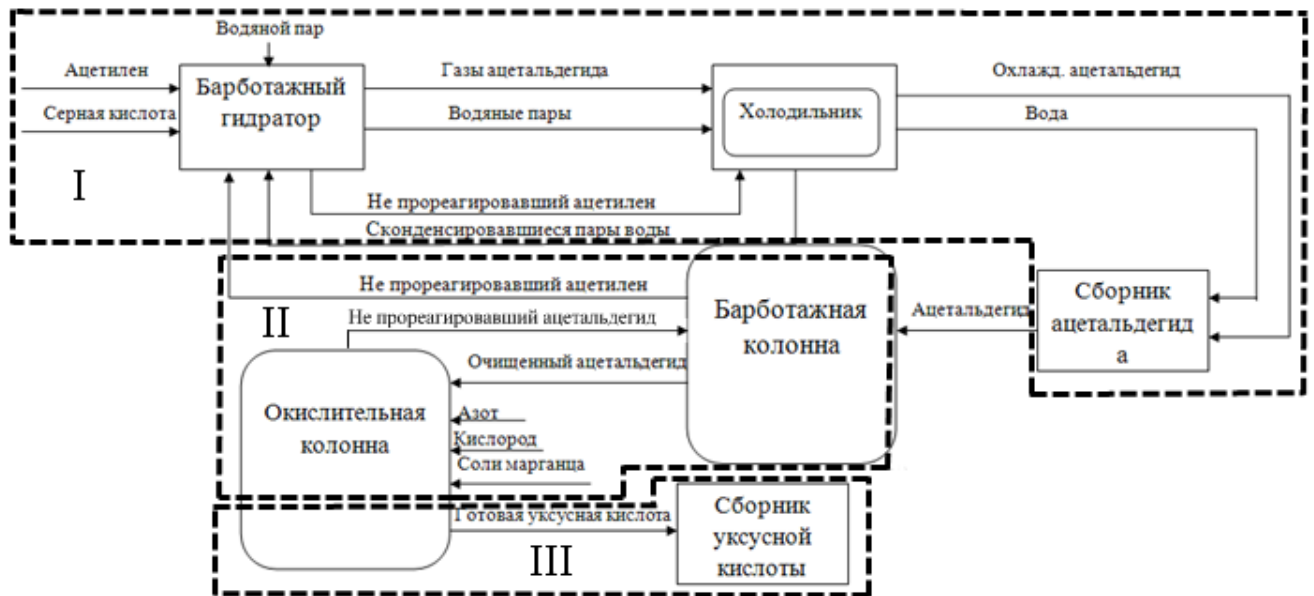 Водяной пар
Ацетилен
Серная кислота
Барботажный
гидратор
Газы ацетальдегида
Водяные пары
Холодильник
Охлажд. ацетальдегид
Вода
I
Не прореагировавший ацетилен
Сконденсировавшиеся пары воды
Не прореагировавший ацетилен
II
Не прореагировавший ацетальдегид
Барботажная
колонна
Ацетальдегид
Сборник
ацетальдегид
а
Очищенный ацетальдегид
Окислительная
колонна
Азот
Кислород
Соли марганца
Готовая уксусная кислота
Сборник
уксусной
кислоты
III